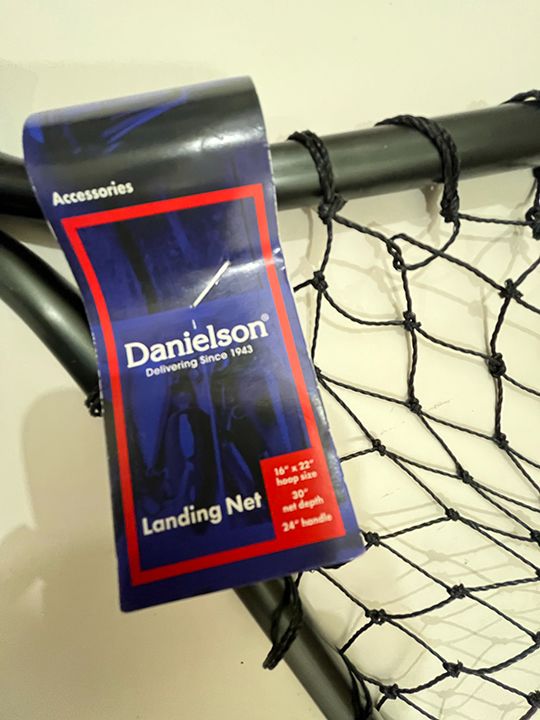 Accessories
Danielson®
Delivering Since 1943
16" x 22"
hoop size
30"
net depth
24" handle
Landing Net